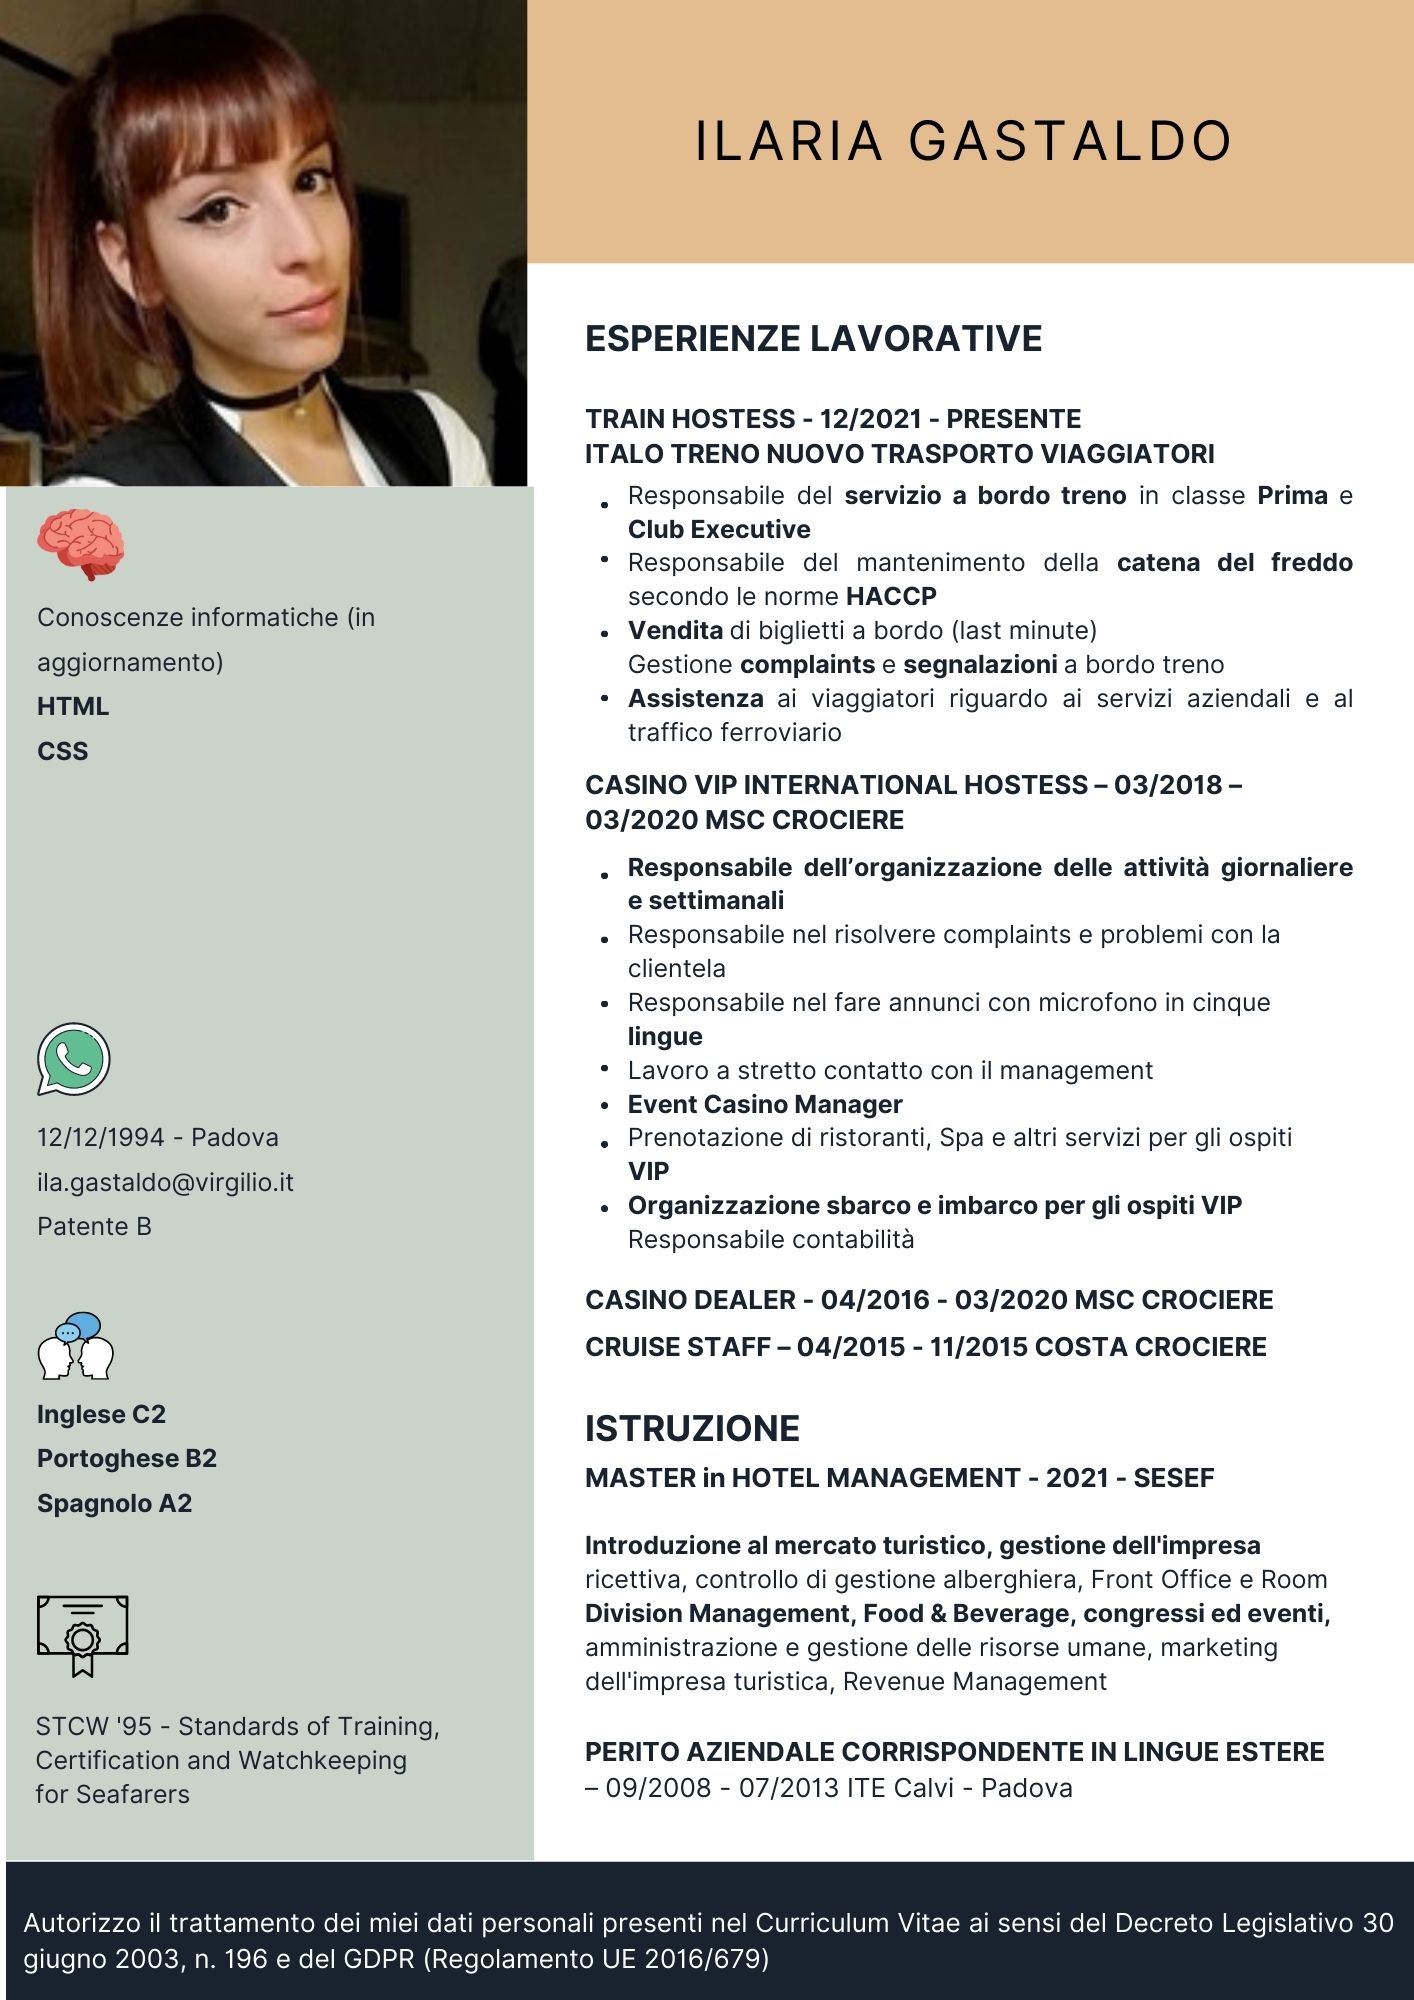 ILARIA GASTALDO
ESPERIENZE LAVORATIVE
TRAIN HOSTESS - 12/2021 - PRESENTE
ITALO TRENO NUOVO TRASPORTO VIAGGIATORI
Responsabile del servizio a bordo treno in classe Prima e
Club Executive
Responsabile del mantenimento della catena del freddo
secondo le norme HACCP
Vendita di biglietti a bordo (last minute)
Gestione complaints e segnalazioni a bordo treno
Assistenza ai viaggiatori riguardo ai servizi aziendali e al
traffico ferroviario
CASINO VIP INTERNATIONAL HOSTESS – 03/2018 –
03/2020 MSC CROCIERE
Responsabile dell’organizzazione delle attività giornaliere
e settimanali
Responsabile nel risolvere complaints e problemi con la
clientela
Responsabile nel fare annunci con microfono in cinque
lingue
Lavoro a stretto contatto con il management
Event Casino Manager
Prenotazione di ristoranti, Spa e altri servizi per gli ospiti
VIP
Organizzazione sbarco e imbarco per gli ospiti VIP
Responsabile contabilità
CASINO DEALER - 04/2016 - 03/2020 MSC CROCIERE
CRUISE STAFF – 04/2015 - 11/2015 COSTA CROCIERE
ISTRUZIONE
MASTER in HOTEL MANAGEMENT - 2021 - SESEF
Introduzione al mercato turistico, gestione dell'impresa
ricettiva, controllo di gestione alberghiera, Front Office e Room
Division Management, Food & Beverage, congressi ed eventi,
amministrazione e gestione delle risorse umane, marketing
dell'impresa turistica, Revenue Management
PERITO AZIENDALE CORRISPONDENTE IN LINGUE ESTERE
– 09/2008 - 07/2013 ITE Calvi - Padova
Conoscenze informatiche (in
aggiornamento)
HTML
CSS
12/12/1994 - Padova
ila.gastaldo@virgilio.it
Patente B
Inglese C2
Portoghese B2
Spagnolo A2
STCW '95 - Standards of Training,
Certification and Watchkeeping
for Seafarers
Autorizzo il trattamento dei miei dati personali presenti nel Curriculum Vitae ai sensi del Decreto Legislativo 30
giugno 2003, n. 196 e del GDPR (Regolamento UE 2016/679)